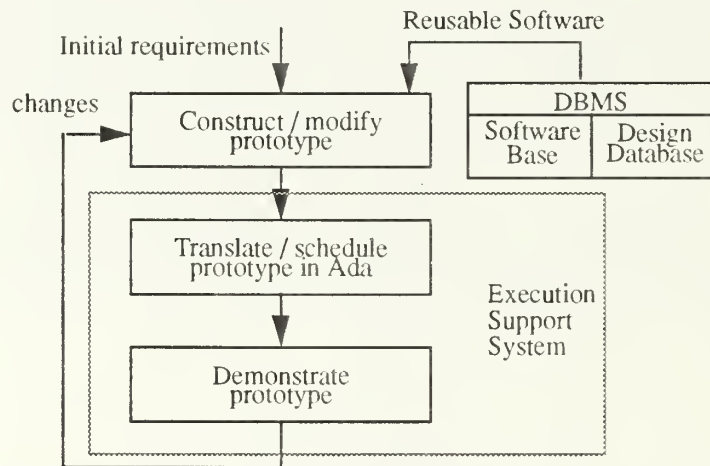 Reusable Software
Initial requirements
changes
Construct / modify
prototype
DBMS
Software
Base
Design
Database
Translate / schedule
prototype in Ada
Execution
Support
System
Demonstrate
prototype